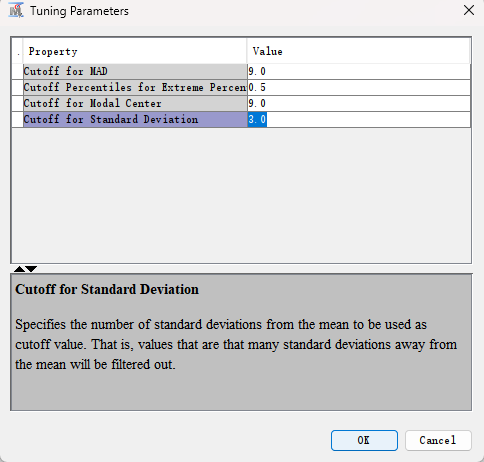 Tuning Parameters
. Property Value
Cutoff for MAD 9.0
Cutoff Percentiles for Extreme Percen 0.5
Cutoff for Modal Center 9.0
Cutoff for Standard Deviation 3.0
Cutoff for Standard Deviation
Specifies the number of standard deviations from the mean to be used as
cutoff value. That is, values that are that many standard deviations away from
the mean will be filtered out.
OK Cancel